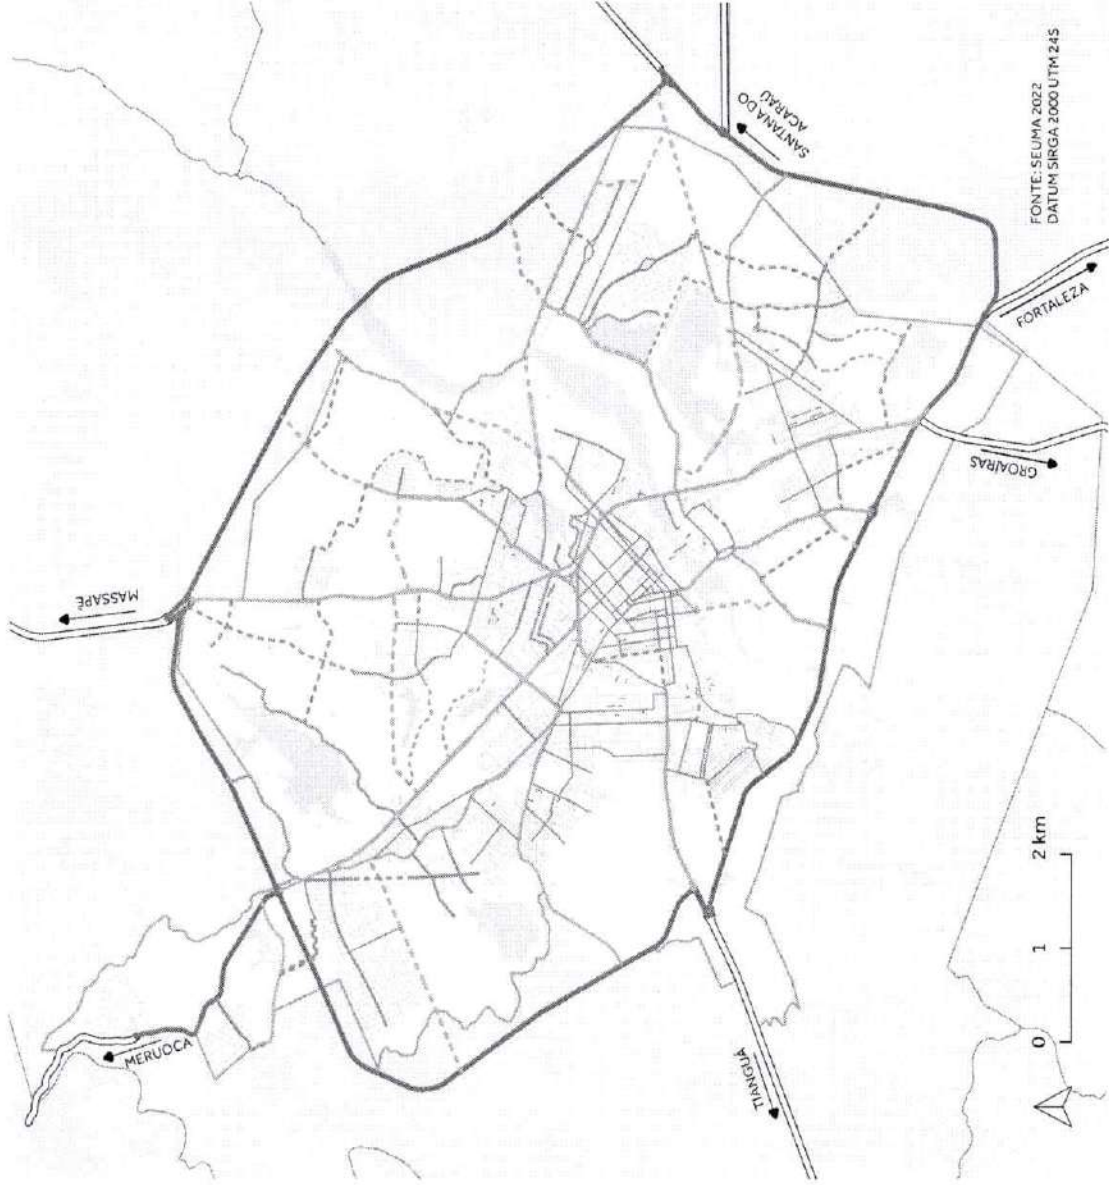 MASSAPÊ
MERUOCA
SANTANA DO
ACARAÚ
FONTE: SEUMA 2022
DATUM SIRGA 2000 UTM 24S
FORTALEZA
GROAÍRAS
TIANGUÁ
0 1 2 km